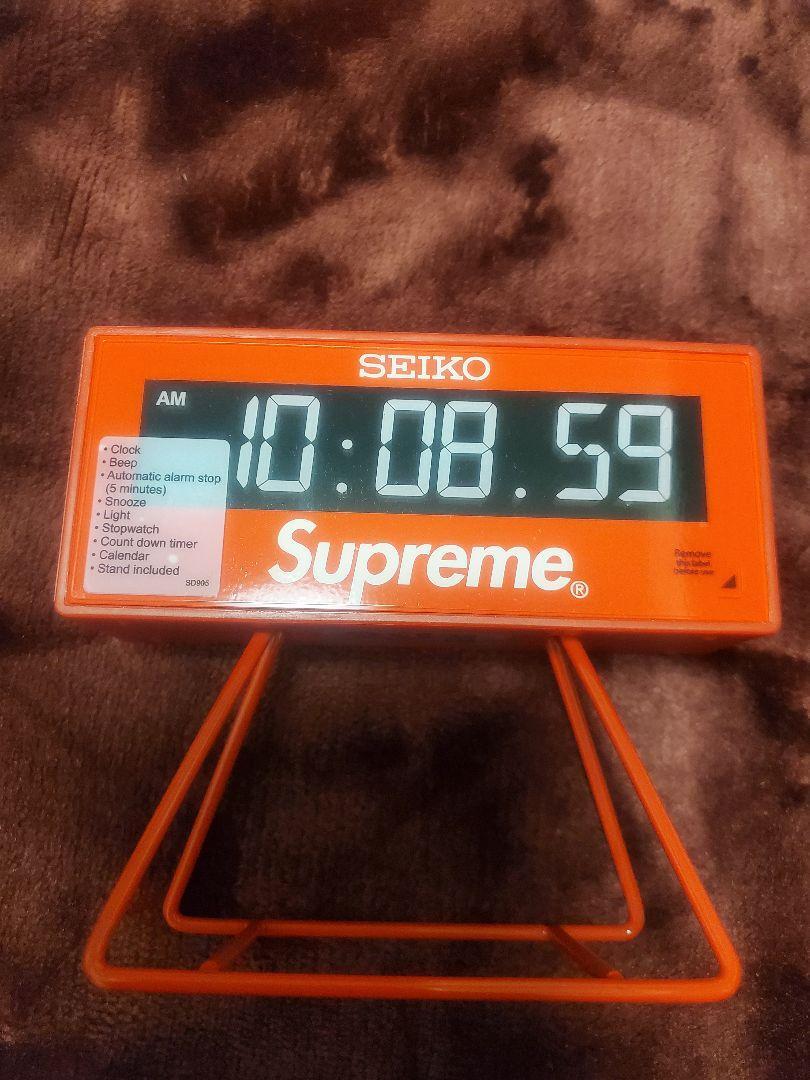 SEIKO
AM
10:08.59
• Clock
• Beep
• Automatic alarm stop
(5 minutes)
• Snooze
• Light
• Stopwatch
• Count down timer
• Calendar
• Stand included
SD905
Supreme®
Remove
this label
before use